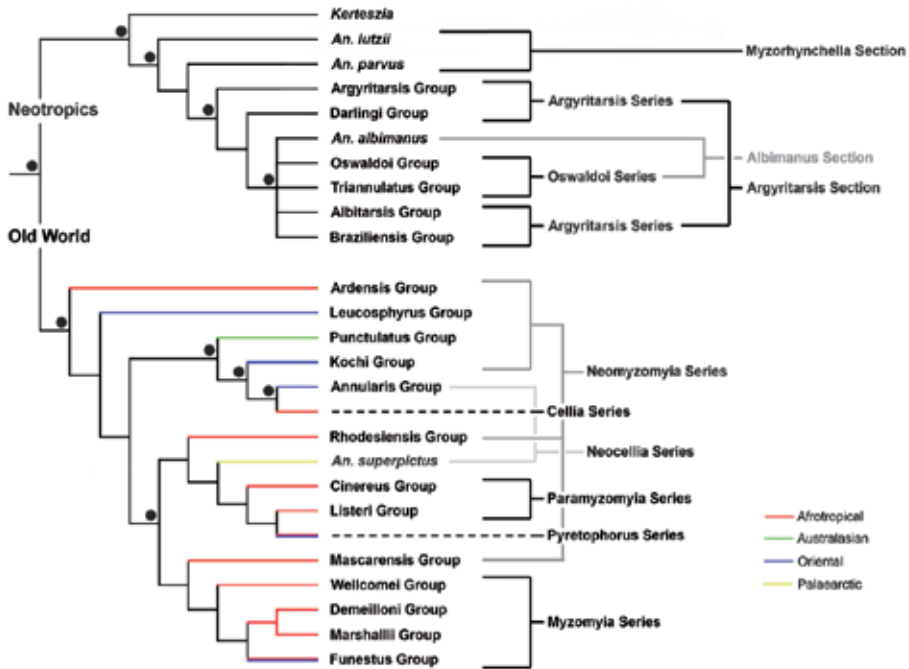 Kerteszia
An. lutzii
Myzorhynchella Section
An. parvus
Argyritarsis Group
Argyritarsis Series
Neotropics
Darlingi Group
An. albimanus
Albimanus Section
Oswaldoi Group
Oswaldoi Series
Triannulatus Group
Argyritarsis Section
Albitarsis Group
Argyritarsis Series
Old World
Braziliensis Group
Ardensis Group
Leucosphyrus Group
Punctulatus Group
Kochi Group
Neomyzomyia Series
Annularis Group
Cellia Series
Rhodesiensis Group
Neocellia Series
An. superpictus
Cinereus Group
Paramyzomyia Series
Listeri Group
Afrotropical
Pyretophorus Series
Australasian
Mascarensis Group
Oriental
Wellcomei Group
Palaearctic
Demeilloni Group
Myzomyia Series
Marshallii Group
Funestus Group